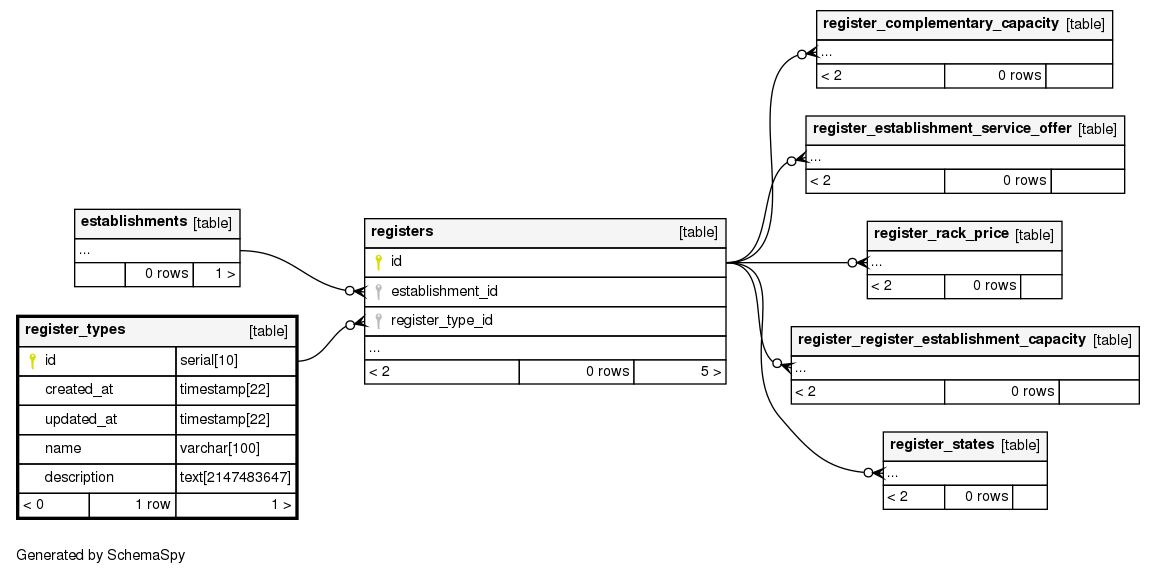 register_complementary_capacity [table]
...
< 2 0 rows
register_establishment_service_offer [table]
...
< 2 0 rows
establishments [table]
...
0 rows 1 >
registers [table]
id
establishment_id
register_type_id
...
< 2 0 rows 5 >
register_rack_price [table]
...
< 2 0 rows
register_types [table]
id serial[10]
created_at timestamp[22]
updated_at timestamp[22]
name varchar[100]
description text[2147483647]
< 0 1 row 1 >
register_register_establishment_capacity [table]
...
< 2 0 rows
register_states [table]
...
< 2 0 rows
Generated by SchemaSpy